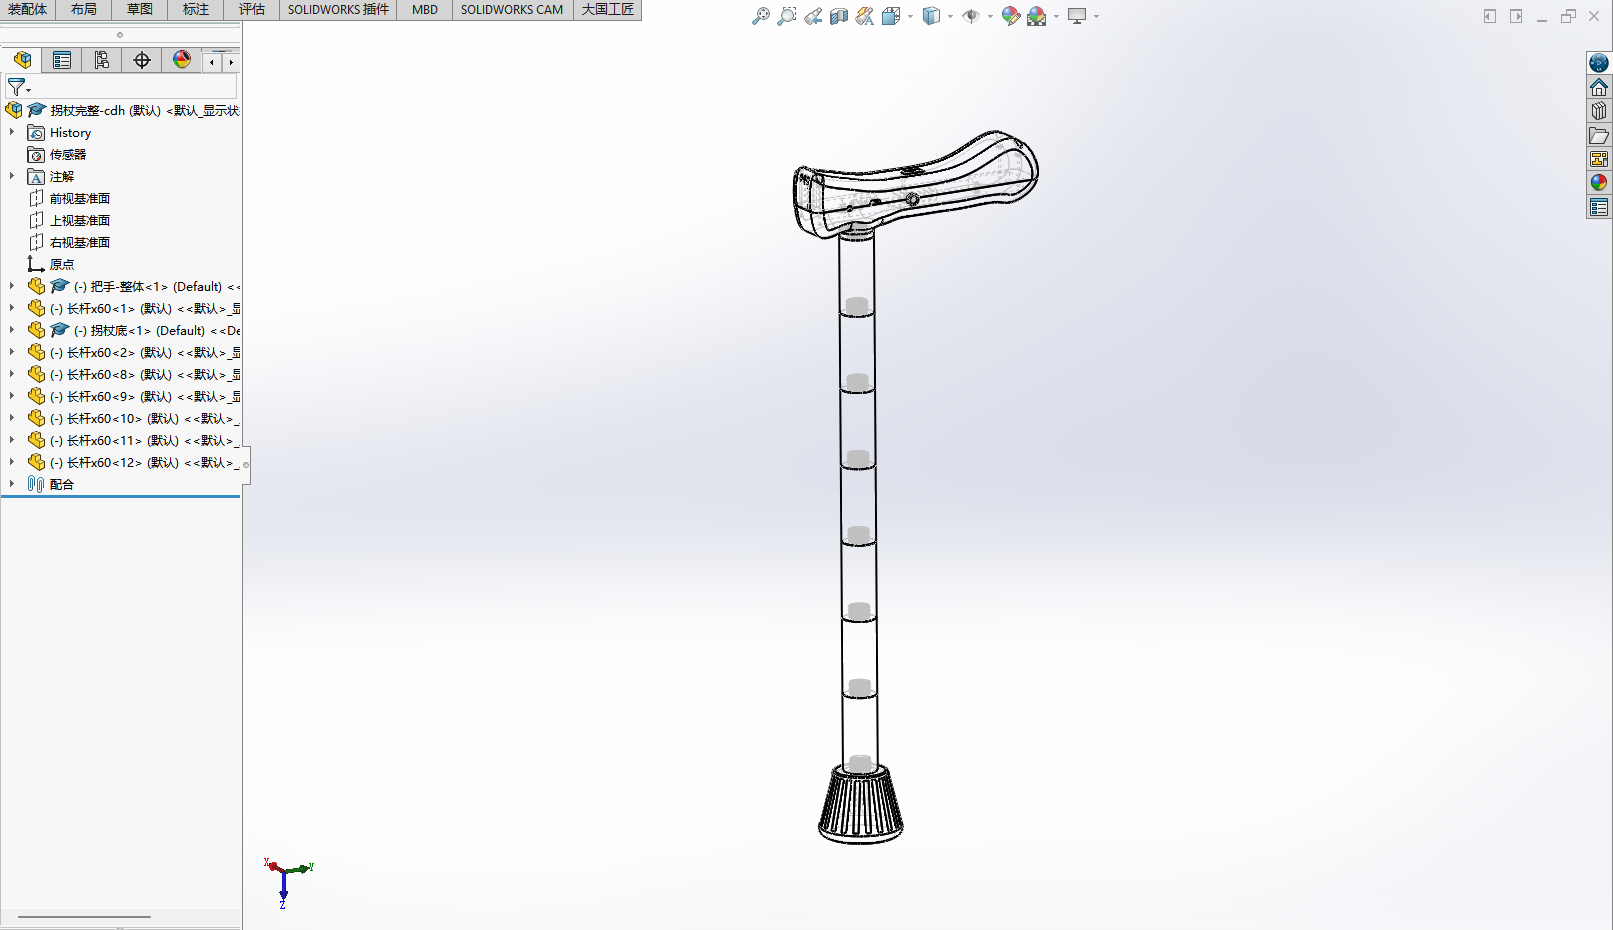 装配体 布局 草图 标注 评估 SOLIDWORKS 插件 MBD SOLIDWORKS CAM 大国工匠
拐杖完整-cdh (默认) <默认_显示状
History
传感器
注解
前视基准面
上视基准面
右视基准面
原点
(-) 把手-整体<1> (Default) <<
(-) 长杆x60<1> (默认) <<默认>_显
(-) 拐杖底<1> (Default) <<De
(-) 长杆x60<2> (默认) <<默认>_显
(-) 长杆x60<8> (默认) <<默认>_显
(-) 长杆x60<9> (默认) <<默认>_显
(-) 长杆x60<10> (默认) <<默认>_
(-) 长杆x60<11> (默认) <<默认>_
(-) 长杆x60<12> (默认) <<默认>_
配合
X Y
Z